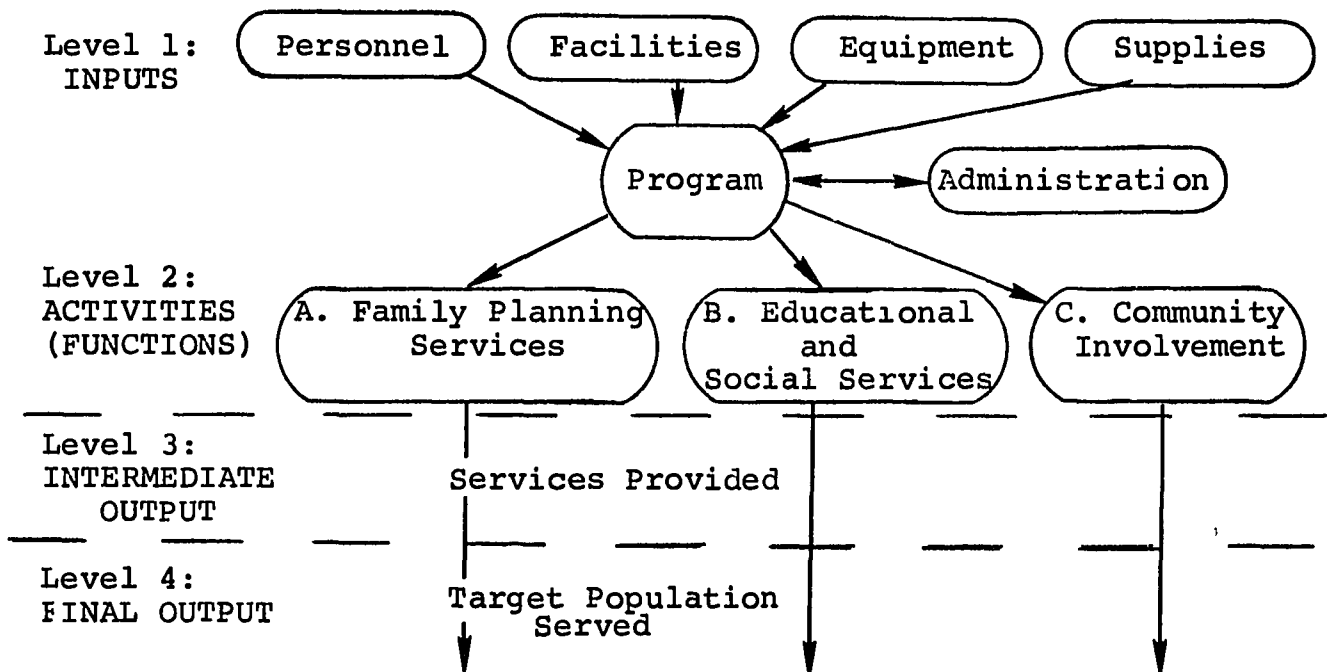 Level 1:
INPUTS
Personnel
Facilities
Equipment
Supplies
Program
Administration
Level 2:
ACTIVITIES
(FUNCTIONS)
A. Family Planning
Services
B. Educational
and
Social Services
C. Community
Involvement
Level 3:
INTERMEDIATE
OUTPUT
Services Provided
Level 4:
FINAL OUTPUT
Target Population
Served